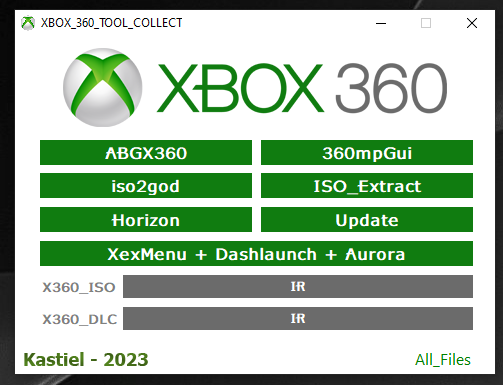 XBOX_360_TOOL_COLLECT
XBOX 360
ABGX360 360mpGui
iso2god ISO_Extract
Horizon Update
XexMenu + Dashlaunch + Aurora
X360_ISO IR
X360_DLC IR
Kastiel - 2023 All_Files